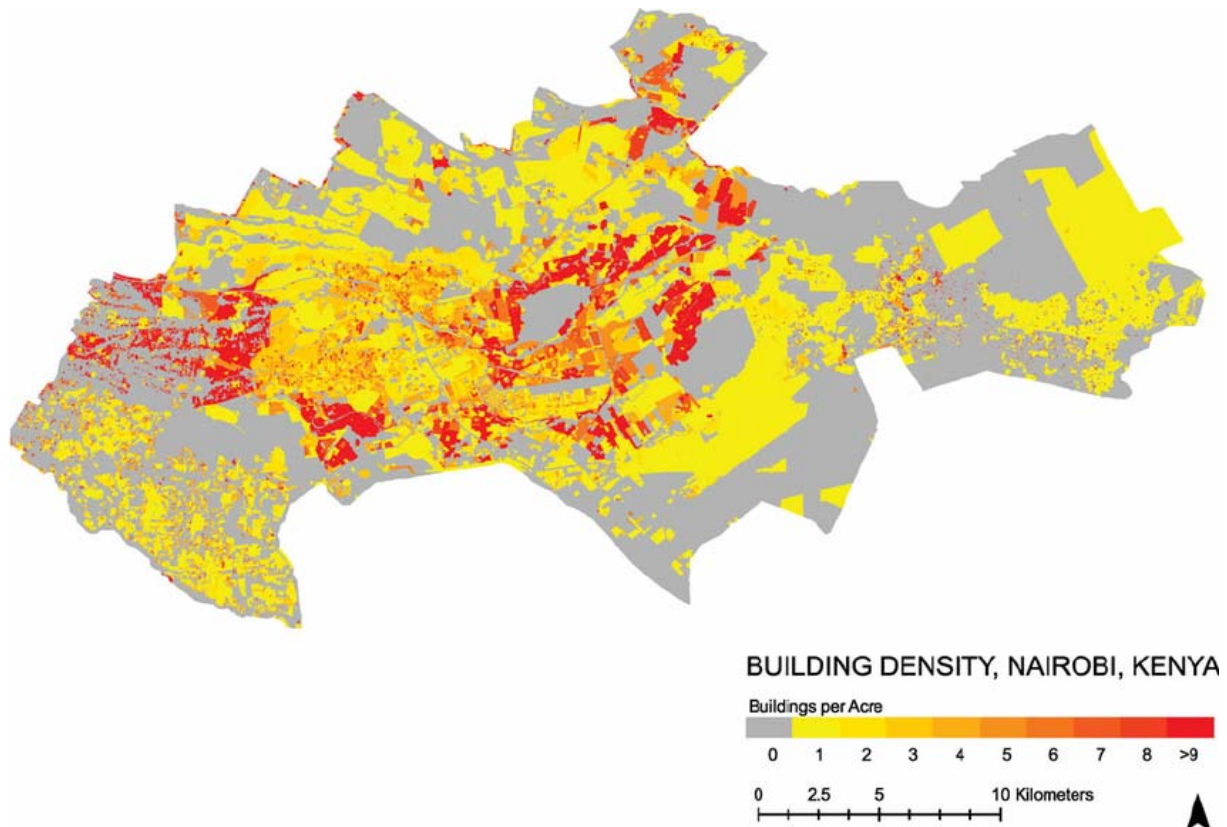 BUILDING DENSITY, NAIROBI, KENYA
Buildings per Acre
0 1 2 3 4 5 6 7 8 >9
0 2.5 5 10 Kilometers